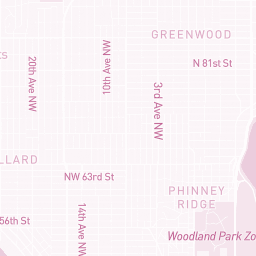 GREENWOOD
N 81st St
20th Ave NW
10th Ave NW
3rd Ave NW
LLARD
NW 63rd St
PHINNEY
RIDGE
56th St
14th Ave NW
Woodland Park Zo